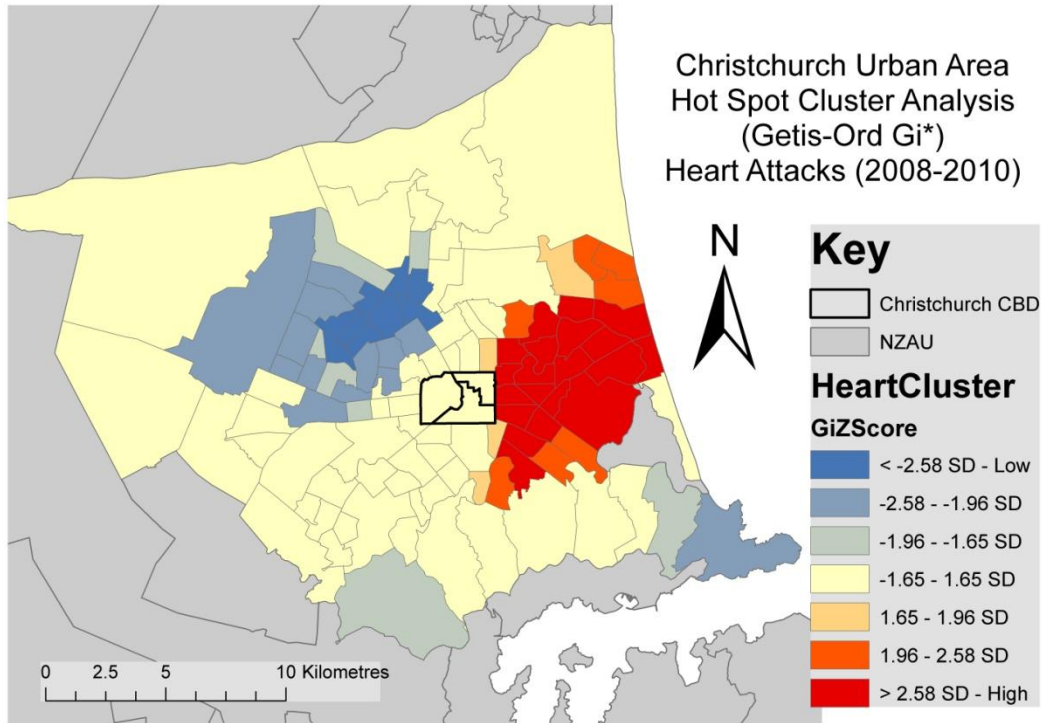 Christchurch Urban Area
Hot Spot Cluster Analysis
(Getis-Ord Gi*)
Heart Attacks (2008-2010)
N
Key
Christchurch CBD
NZAU
HeartCluster
GiZScore
< -2.58 SD - Low
-2.58 - -1.96 SD
-1.96 - -1.65 SD
-1.65 - 1.65 SD
1.65 - 1.96 SD
1.96 - 2.58 SD
> 2.58 SD - High
0 2.5 5 10 Kilometres